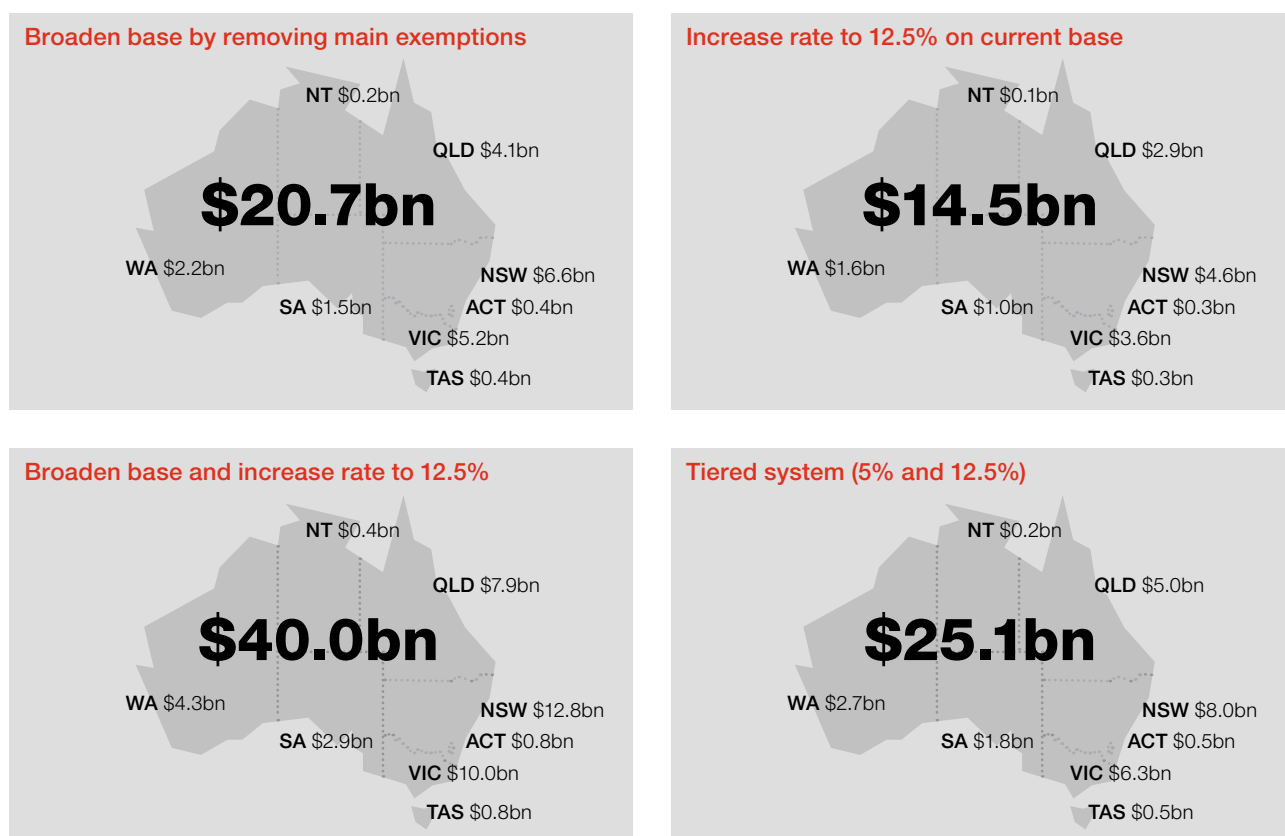 Broaden base by removing main exemptions
NT $0.2bn
QLD $4.1bn
$20.7bn
WA $2.2bn
NSW $6.6bn
SA $1.5bn
ACT $0.4bn
VIC $5.2bn
TAS $0.4bn
Increase rate to 12.5% on current base
NT $0.1bn
QLD $2.9bn
$14.5bn
WA $1.6bn
NSW $4.6bn
SA $1.0bn
ACT $0.3bn
VIC $3.6bn
TAS $0.3bn
Broaden base and increase rate to 12.5%
NT $0.4bn
QLD $7.9bn
$40.0bn
WA $4.3bn
NSW $12.8bn
SA $2.9bn
ACT $0.8bn
VIC $10.0bn
TAS $0.8bn
Tiered system (5% and 12.5%)
NT $0.2bn
QLD $5.0bn
$25.1bn
WA $2.7bn
NSW $8.0bn
SA $1.8bn
ACT $0.5bn
VIC $6.3bn
TAS $0.5bn